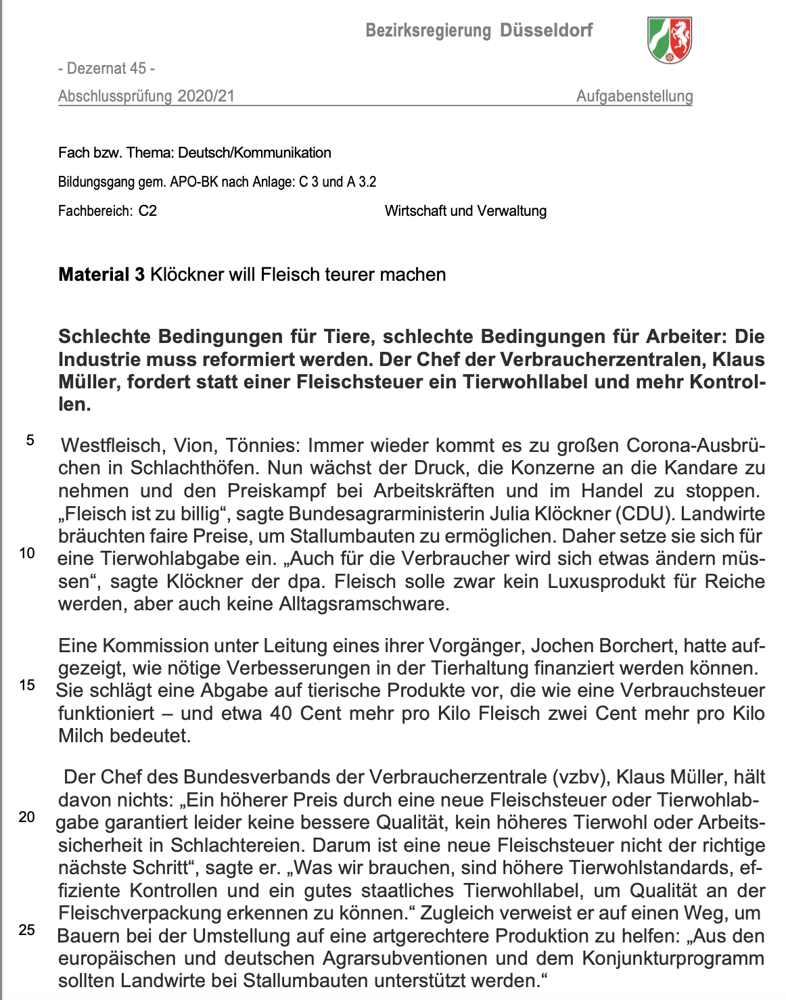 Bezirksregierung Düsseldorf
- Dezernat 45 -
Abschlussprüfung 2020/21 Aufgabenstellung
Fach bzw. Thema: Deutsch/Kommunikation
Bildungsgang gem. APO-BK nach Anlage: C 3 und A 3.2
Fachbereich: C2 Wirtschaft und Verwaltung
Material 3 Klöckner will Fleisch teurer machen
Schlechte Bedingungen für Tiere, schlechte Bedingungen für Arbeiter: Die
Industrie muss reformiert werden. Der Chef der Verbraucherzentralen, Klaus
Müller, fordert statt einer Fleischsteuer ein Tierwohllabel und mehr Kontrol-
len.
5 Westfleisch, Vion, Tönnies: Immer wieder kommt es zu großen Corona-Ausbrü-
chen in Schlachthöfen. Nun wächst der Druck, die Konzerne an die Kandare zu
nehmen und den Preiskampf bei Arbeitskräften und im Handel zu stoppen.
„Fleisch ist zu billig“, sagte Bundesagrarministerin Julia Klöckner (CDU). Landwirte
bräuchten faire Preise, um Stallumbauten zu ermöglichen. Daher setze sie sich für
10 eine Tierwohlabgabe ein. „Auch für die Verbraucher wird sich etwas ändern müs-
sen“, sagte Klöckner der dpa. Fleisch solle zwar kein Luxusprodukt für Reiche
werden, aber auch keine Alltagsramschware.
Eine Kommission unter Leitung eines ihrer Vorgänger, Jochen Borchert, hatte auf-
gezeigt, wie nötige Verbesserungen in der Tierhaltung finanziert werden können.
15 Sie schlägt eine Abgabe auf tierische Produkte vor, die wie eine Verbrauchsteuer
funktioniert – und etwa 40 Cent mehr pro Kilo Fleisch zwei Cent mehr pro Kilo
Milch bedeutet.
Der Chef des Bundesverbands der Verbraucherzentrale (vzbv), Klaus Müller, hält
davon nichts: „Ein höherer Preis durch eine neue Fleischsteuer oder Tierwohlab-
20 gabe garantiert leider keine bessere Qualität, kein höheres Tierwohl oder Arbeits-
sicherheit in Schlachtereien. Darum ist eine neue Fleischsteuer nicht der richtige
nächste Schritt“, sagte er. „Was wir brauchen, sind höhere Tierwohlstandards, ef-
fiziente Kontrollen und ein gutes staatliches Tierwohllabel, um Qualität an der
Fleischverpackung erkennen zu können.“ Zugleich verweist er auf einen Weg, um
25 Bauern bei der Umstellung auf eine artgerechtere Produktion zu helfen: „Aus den
europäischen und deutschen Agrarsubventionen und dem Konjunkturprogramm
sollten Landwirte bei Stallumbauten unterstützt werden.“